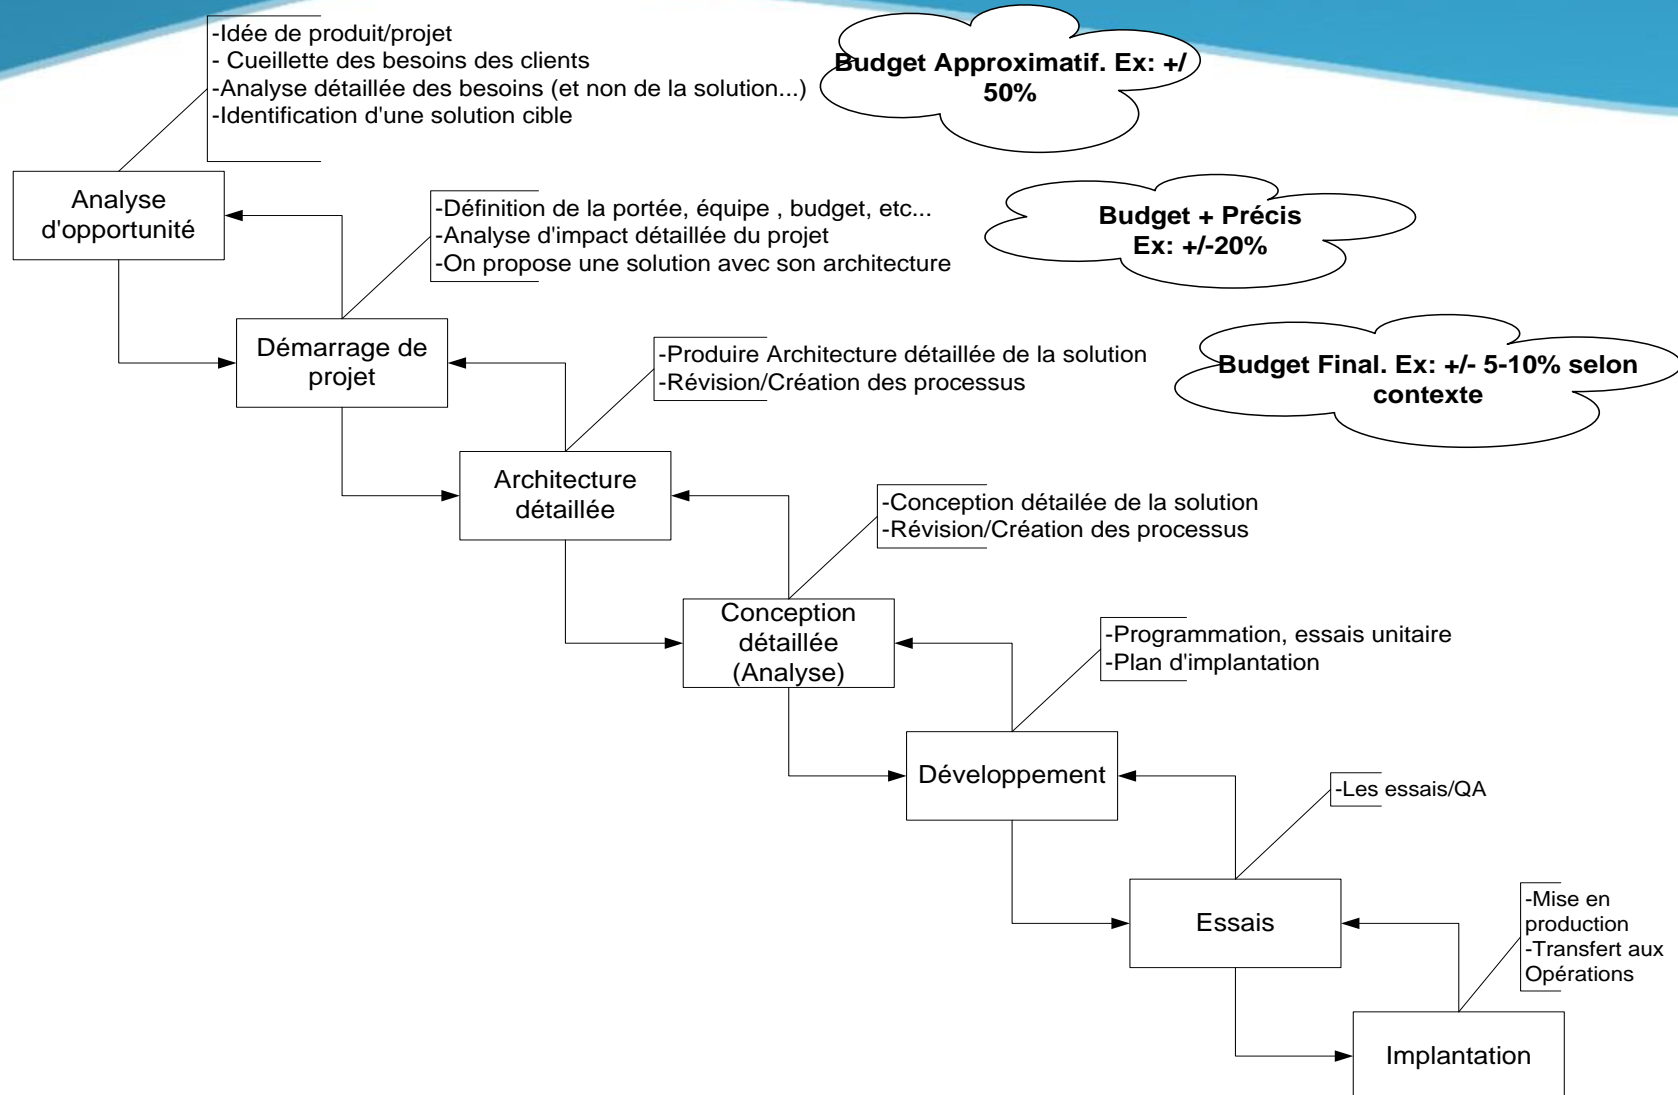 -Idée de produit/projet
- Cueillette des besoins des clients
-Analyse détaillée des besoins (et non de la solution...)
-Identification d'une solution cible
Budget Approximatif. Ex: +/
50%
Analyse
d'opportunité
-Définition de la portée, équipe , budget, etc...
-Analyse d'impact détaillée du projet
-On propose une solution avec son architecture
Budget + Précis
Ex: +/-20%
Démarrage de
projet
-Produire Architecture détaillée de la solution
-Révision/Création des processus
Budget Final. Ex: +/- 5-10% selon
contexte
Architecture
détaillée
-Conception détailée de la solution
-Révision/Création des processus
Conception
détaillée
(Analyse)
-Programmation, essais unitaire
-Plan d'implantation
Développement
-Les essais/QA
Essais
-Mise en
production
-Transfert aux
Opérations
Implantation